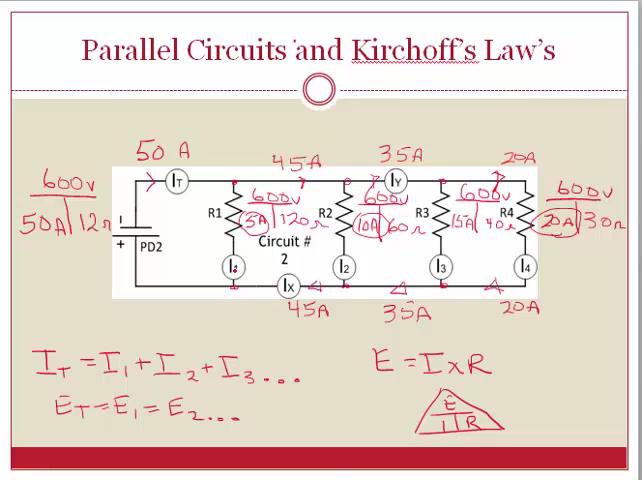 Parallel Circuits and Kirchoff's Law's
50 A
45A
35A
20A
600v
50A 12Ω
IT
IY
R1
600v
5A 120Ω
R2
600v
10A 60Ω
R3
600v
15A 40Ω
R4
600v
20A 30Ω
-
+
PD2
Circuit #
2
I1
I2
I3
I4
IX
45A
35A
20A
IT = I1 + I2 + I3...
ET = E1 = E2...
E = I x R
E
I R